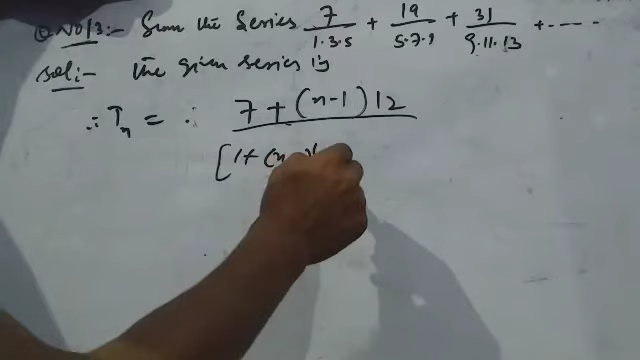 Q.No13:- Sum the Series 7/1.3.5 + 19/5.7.9 + 31/9.11.13 + -----
Sol:- the given series is
∴ Tn = 7+(n-1)12
[1+(n